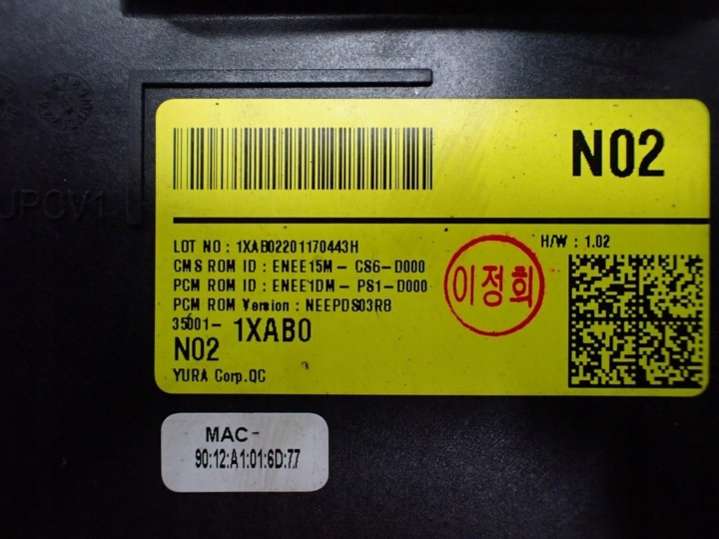 N02
LOT NO : 1XAB02201170443H
H/W : 1.02
CMS ROM ID : ENEE15M - CS6-D000
PCM ROM ID : ENEE1DM - PS1-D000
PCM ROM Version : NEEPDS03R8
이정희
35001- 1XAB0
N02
YURA Corp.QC
MAC-
90:12:A1:01:6D:77